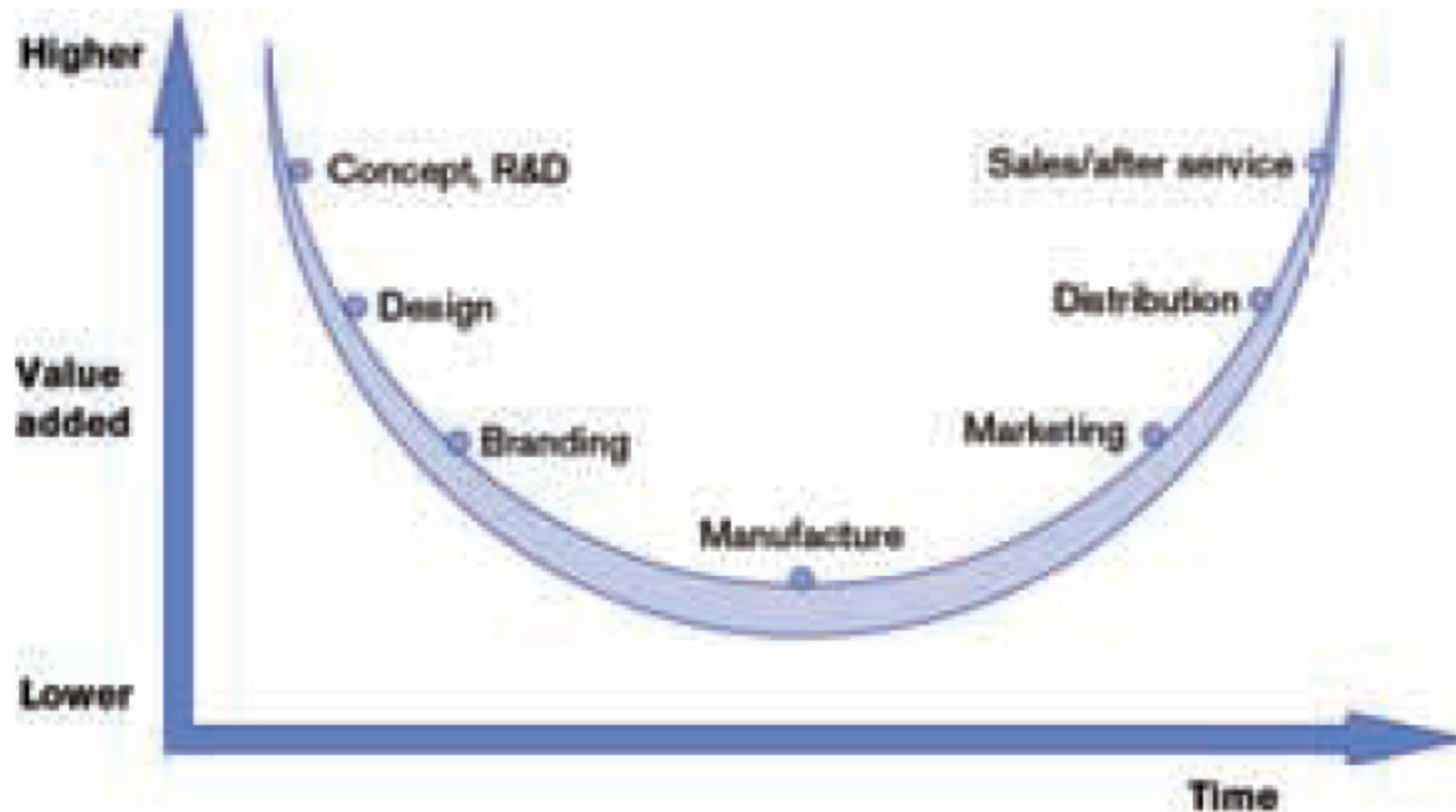 Higher
Concept, R&D
Sales/after service
Design
Distribution
Value
added
Branding
Marketing
Manufacture
Lower
Time